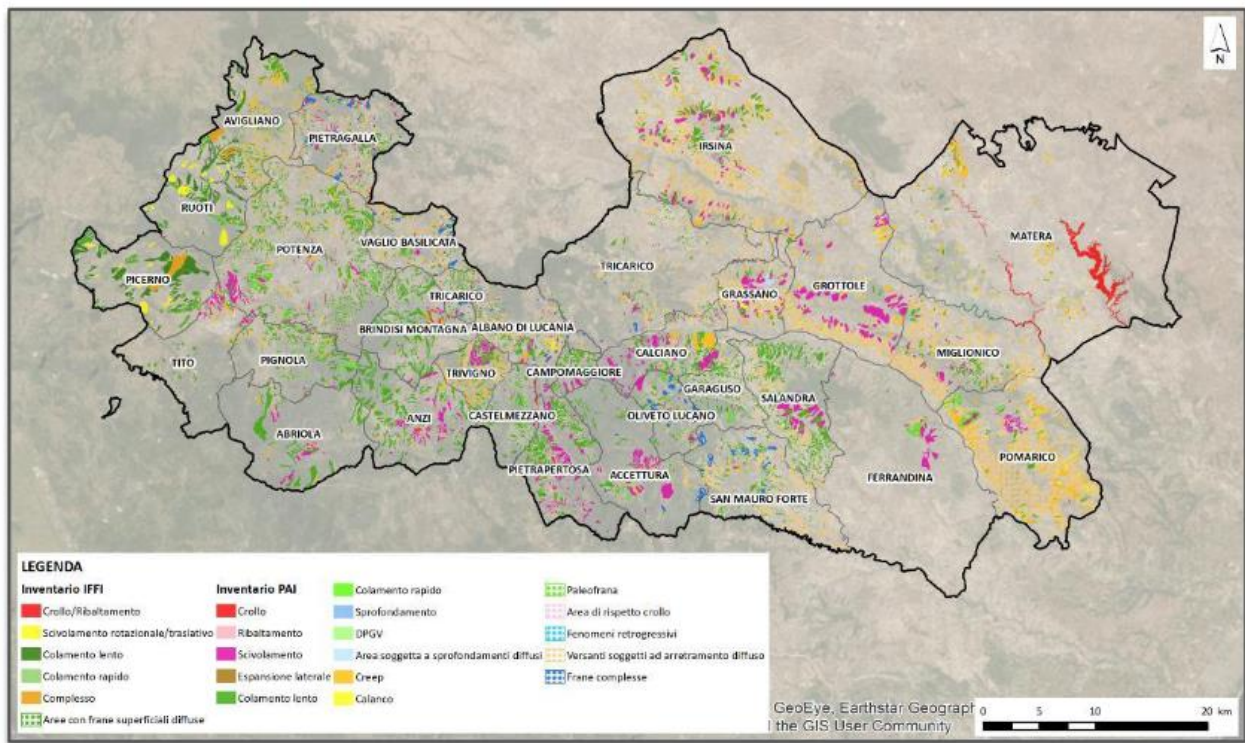 N
AVIGLIANO
PIETRAGALLA
IRSINA
RUOTI
MATERA
POTENZA
VAGLIO BASILICATA
TRICARICO
PICERNO
GRASSANO
GROTTOLE
TRICARICO
BRINDISI MONTAGNA
ALBANO DI LUCANIA
CALCIANO
MIGLIONICO
TITO
PIGNOLA
TRIVIGNO
CAMPOMAGGIORE
GARAGUSO
SALANDRA
ANZI
CASTELMEZZANO
OLIVETO LUCANO
ABRIOLA
POMARICO
PIETRAPERTOSA
ACCETTURA
FERRANDINA
SAN MAURO FORTE
LEGENDA
Inventario IFFI
Crollo/Ribaltamento
Scivolamento rotazionale/traslativo
Colamento lento
Colamento rapido
Complesso
Aree con frane superficiali diffuse
Inventario PAI
Crollo
Ribaltamento
Scivolamento
Espansione laterale
Colamento lento
Colamento rapido
Sprofondamento
DPGV
Area soggetta a sprofondamenti diffusi
Creep
Calanco
Paleofrana
Area di rispetto crollo
Fenomeni retrogressivi
Versanti soggetti ad arretramento diffuso
Frane complesse
GeoEye, Earthstar Geograph
the GIS User Community
0 5 10 20 km